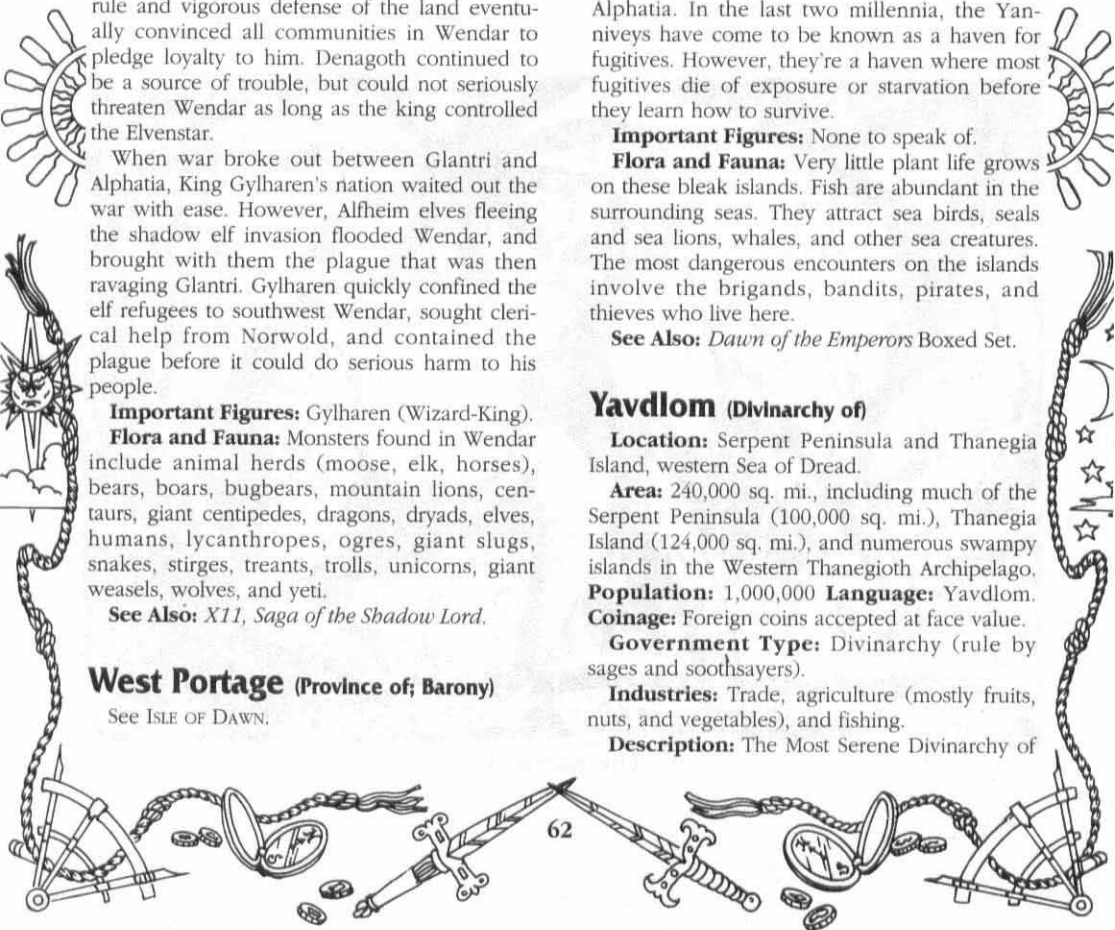 rule and vigorous defense of the land eventu-
ally convinced all communities in Wendar to
pledge loyalty to him. Denagoth continued to
be a source of trouble, but could not seriously
threaten Wendar as long as the king controlled
the Elvenstar.
When war broke out between Glantri and
Alphatia, King Gylharen's nation waited out the
war with ease. However, Alfheim elves fleeing
the shadow elf invasion flooded Wendar, and
brought with them the plague that was then
ravaging Glantri. Gylharen quickly confined the
elf refugees to southwest Wendar, sought cleri-
cal help from Norwold, and contained the
plague before it could do serious harm to his
people.
Important Figures: Gylharen (Wizard-King).
Flora and Fauna: Monsters found in Wendar
include animal herds (moose, elk, horses),
bears, boars, bugbears, mountain lions, cen-
taurs, giant centipedes, dragons, dryads, elves,
humans, lycanthropes, ogres, giant slugs,
snakes, stirges, treants, trolls, unicorns, giant
weasels, wolves, and yeti.
See Also: X11, Saga of the Shadow Lord.
West Portage (Province of; Barony)
See ISLE OF DAWN.
Alphatia. In the last two millennia, the Yan-
niveys have come to be known as a haven for
fugitives. However, they're a haven where most
fugitives die of exposure or starvation before
they learn how to survive.
Important Figures: None to speak of.
Flora and Fauna: Very little plant life grows
on these bleak islands. Fish are abundant in the
surrounding seas. They attract sea birds, seals
and sea lions, whales, and other sea creatures.
The most dangerous encounters on the islands
involve the brigands, bandits, pirates, and
thieves who live here.
See Also: Dawn of the Emperors Boxed Set.
Yavdlom (Divinarchy of)
Location: Serpent Peninsula and Thanegia
Island, western Sea of Dread.
Area: 240,000 sq. mi., including much of the
Serpent Peninsula (100,000 sq. mi.), Thanegia
Island (124,000 sq. mi.), and numerous swampy
islands in the Western Thanegioth Archipelago.
Population: 1,000,000 Language: Yavdlom.
Coinage: Foreign coins accepted at face value.
Government Type: Divinarchy (rule by
sages and soothsayers).
Industries: Trade, agriculture (mostly fruits,
nuts, and vegetables), and fishing.
Description: The Most Serene Divinarchy of
62